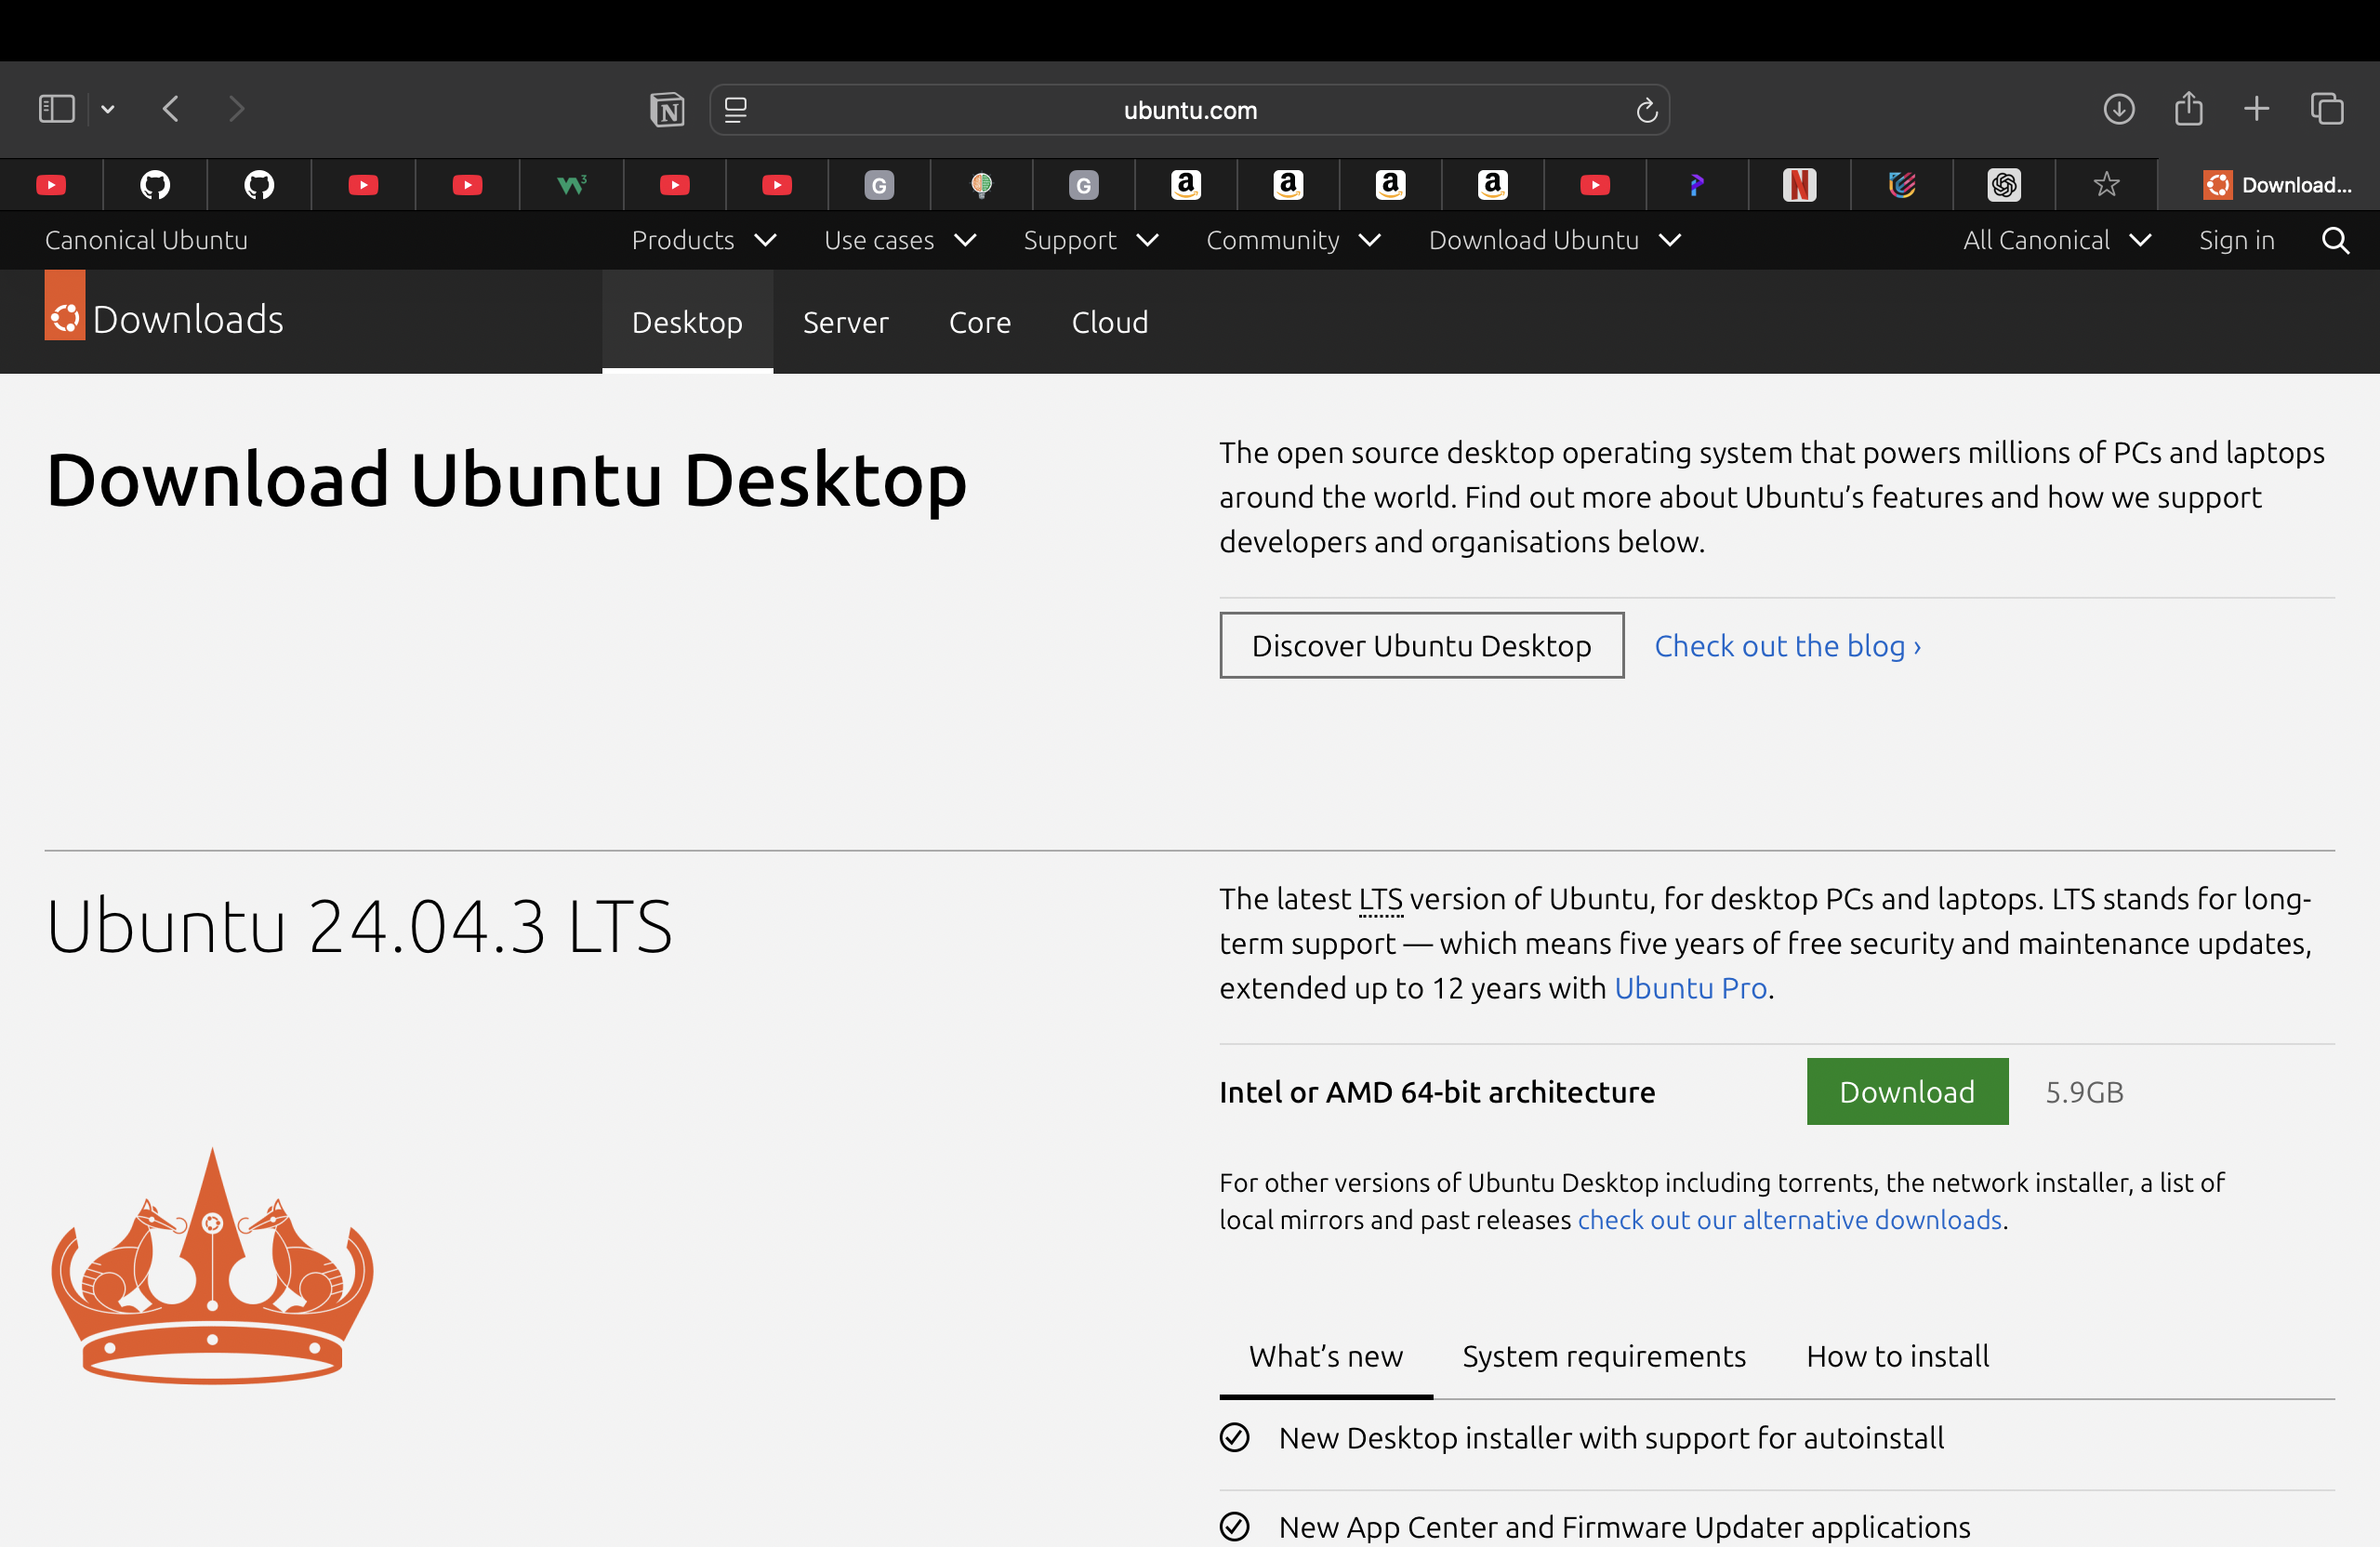 ubuntu.com
Download...
Canonical Ubuntu
Products
Use cases
Support
Community
Download Ubuntu
All Canonical
Sign in
Downloads
Desktop
Server
Core
Cloud
Download Ubuntu Desktop
The open source desktop operating system that powers millions of PCs and laptops
around the world. Find out more about Ubuntu’s features and how we support
developers and organisations below.
Discover Ubuntu Desktop
Check out the blog ›
Ubuntu 24.04.3 LTS
The latest LTS version of Ubuntu, for desktop PCs and laptops. LTS stands for long-
term support — which means five years of free security and maintenance updates,
extended up to 12 years with Ubuntu Pro.
Intel or AMD 64-bit architecture
Download
5.9GB
For other versions of Ubuntu Desktop including torrents, the network installer, a list of
local mirrors and past releases check out our alternative downloads.
What’s new
System requirements
How to install
New Desktop installer with support for autoinstall
New App Center and Firmware Updater applications